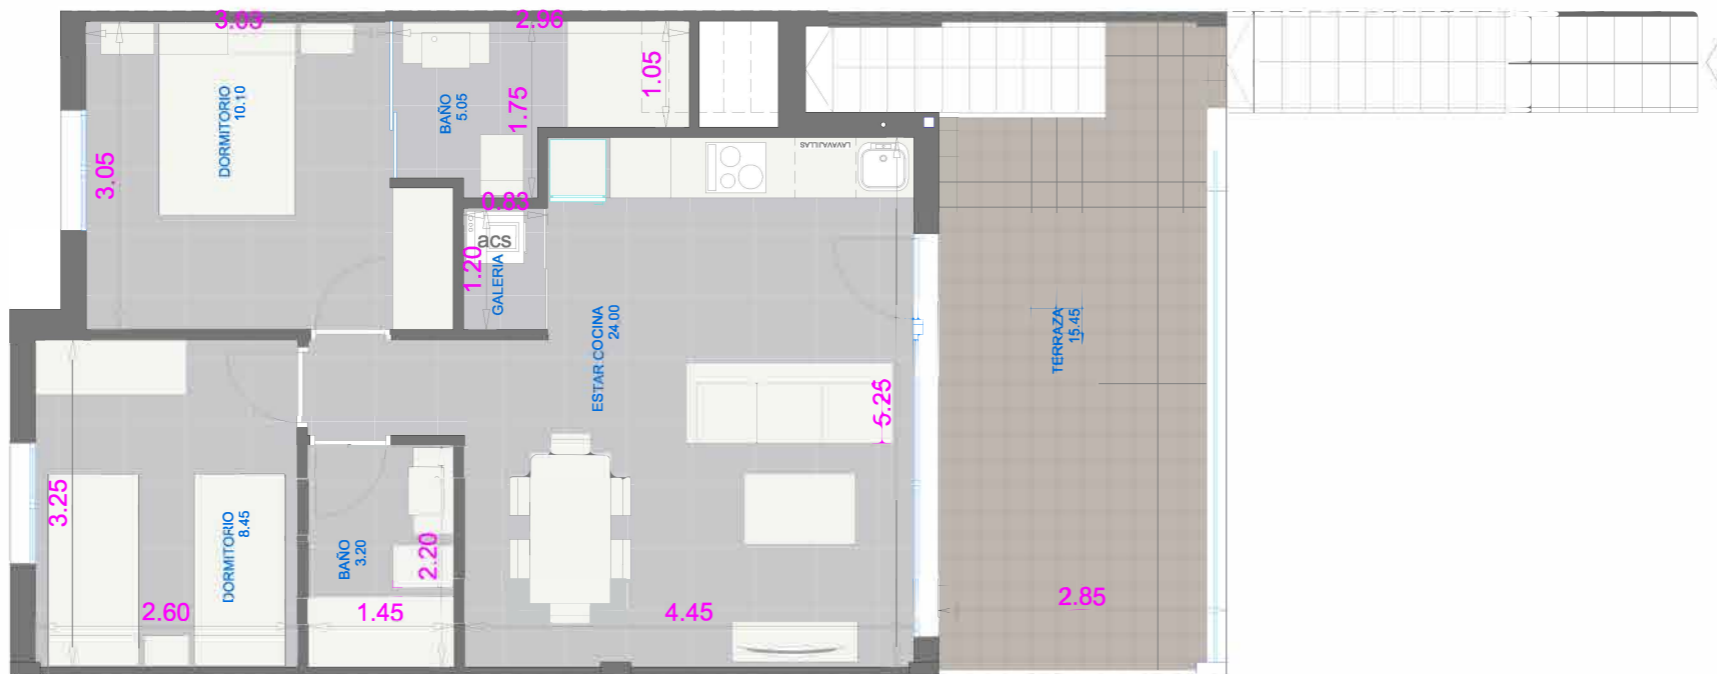 3.03
2.96
1.05
BAÑO
5.05
1.75
DORMITORIO
10.10
3.05
LAVAVAJILLAS
0.83
acs
1.20
GALERIA
ESTAR COCINA
24.00
TERRAZA
15.45
5.25
3.25
DORMITORIO
8.45
BAÑO
3.20
2.20
2.60
1.45
4.45
2.85